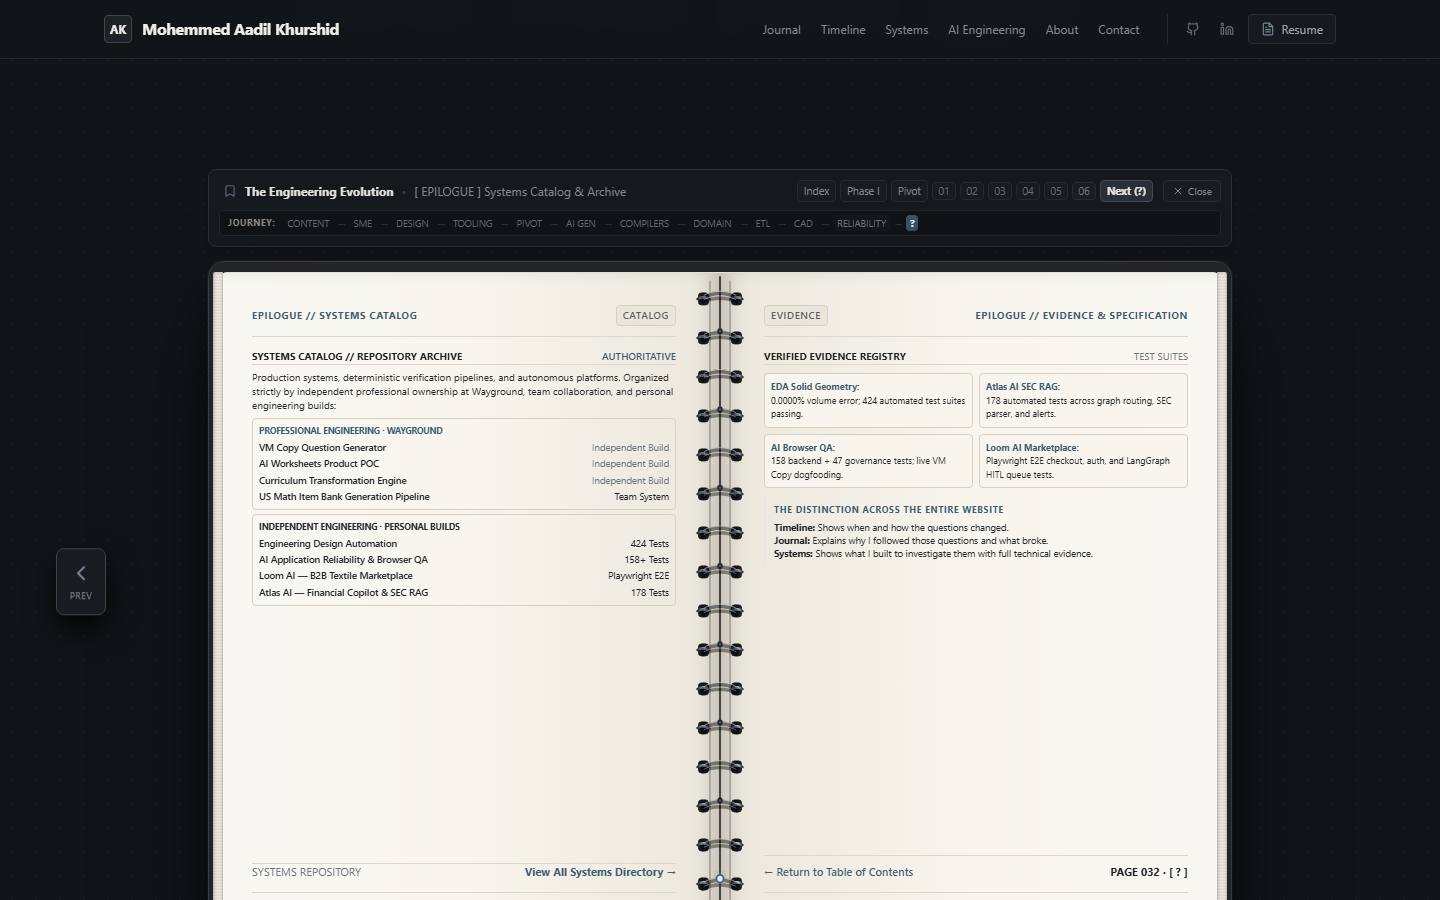 AK Mohemmed Aadil Khurshid Journal Timeline Systems AI Engineering About Contact Resume
The Engineering Evolution · [ EPILOGUE ] Systems Catalog & Archive Index Phase I Pivot 01 02 03 04 05 06 Next (?) × Close
JOURNEY: CONTENT — SME — DESIGN — TOOLING — PIVOT — AI GEN — COMPILERS — DOMAIN — ETL — CAD — RELIABILITY — ?
EPILOGUE // SYSTEMS CATALOG CATALOG
SYSTEMS CATALOG // REPOSITORY ARCHIVE AUTHORITATIVE
Production systems, deterministic verification pipelines, and autonomous platforms. Organized
strictly by independent professional ownership at Wayground, team collaboration, and personal
engineering builds:
PROFESSIONAL ENGINEERING · WAYGROUND
VM Copy Question Generator Independent Build
AI Worksheets Product POC Independent Build
Curriculum Transformation Engine Independent Build
US Math Item Bank Generation Pipeline Team System
INDEPENDENT ENGINEERING · PERSONAL BUILDS
Engineering Design Automation 424 Tests
AI Application Reliability & Browser QA 158+ Tests
Loom AI — B2B Textile Marketplace Playwright E2E
Atlas AI — Financial Copilot & SEC RAG 178 Tests
SYSTEMS REPOSITORY View All Systems Directory →
EVIDENCE EPILOGUE // EVIDENCE & SPECIFICATION
VERIFIED EVIDENCE REGISTRY TEST SUITES
EDA Solid Geometry:
0.0000% volume error; 424 automated test suites
passing.
Atlas AI SEC RAG:
178 automated tests across graph routing, SEC
parser, and alerts.
AI Browser QA:
158 backend + 47 governance tests; live VM
Copy dogfooding.
Loom AI Marketplace:
Playwright E2E checkout, auth, and LangGraph
HITL queue tests.
THE DISTINCTION ACROSS THE ENTIRE WEBSITE
Timeline: Shows when and how the questions changed.
Journal: Explains why I followed those questions and what broke.
Systems: Shows what I built to investigate them with full technical evidence.
← Return to Table of Contents PAGE 032 · [ ? ]
PREV